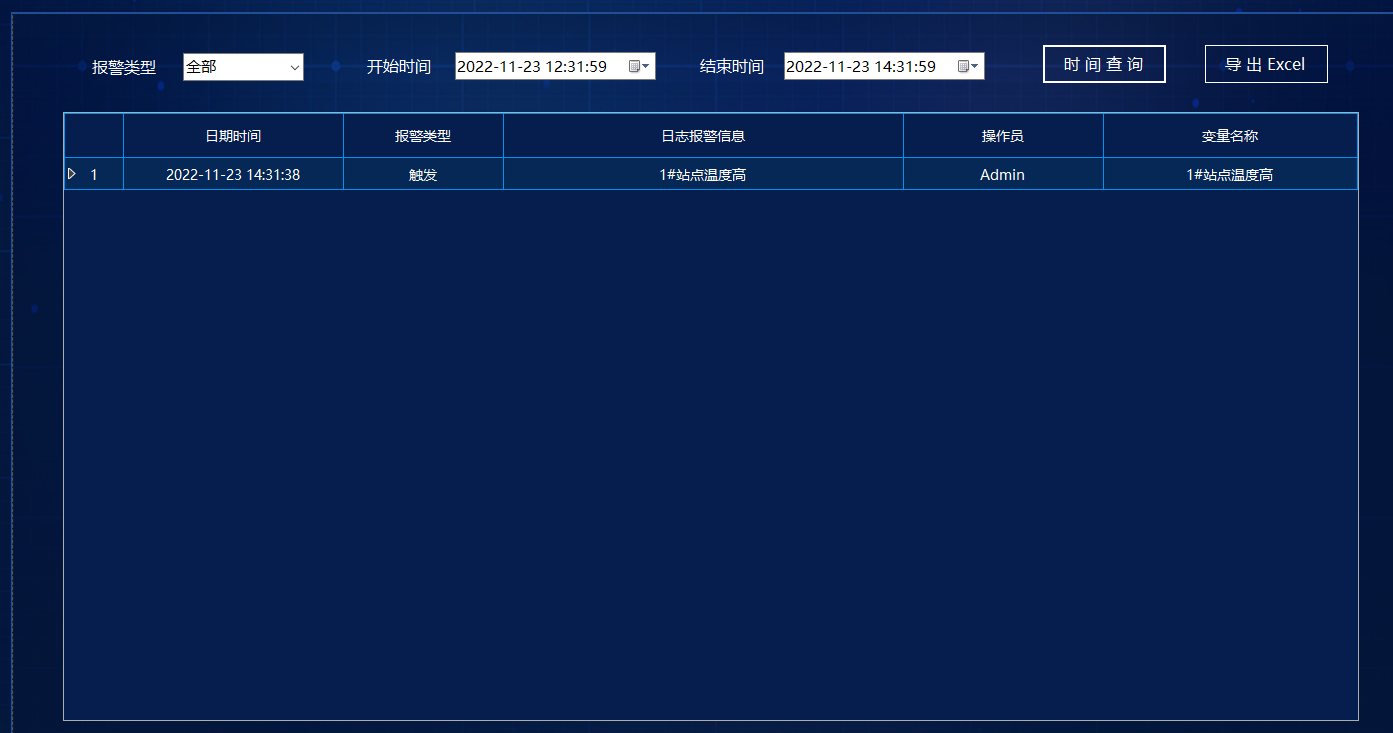 报警类型 全部 开始时间 2022-11-23 12:31:59 结束时间 2022-11-23 14:31:59 时 间 查 询 导 出 Excel
日期时间 报警类型 日志报警信息 操作员 变量名称
1 2022-11-23 14:31:38 触发 1#站点温度高 Admin 1#站点温度高